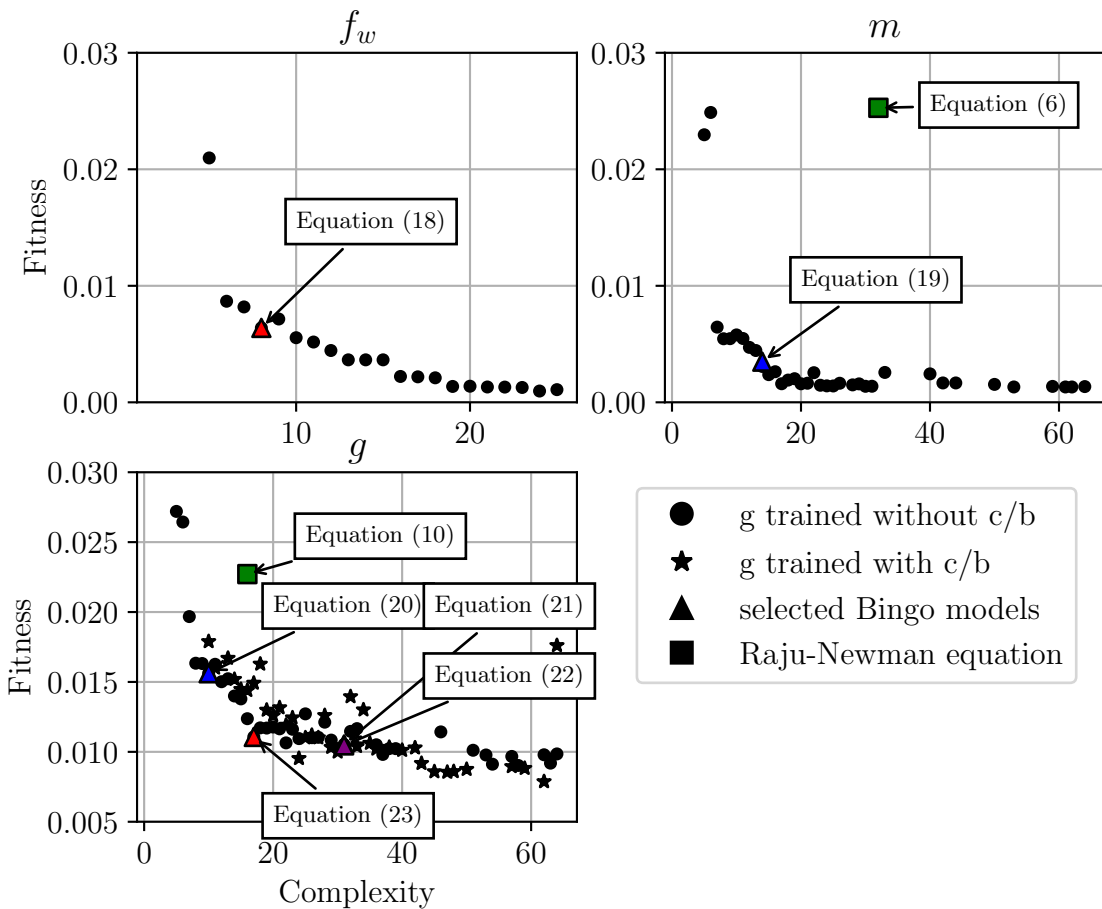 f_w
m
0.03
0.02
0.01
0.00
Fitness
Equation (18)
10
20
0.03
0.02
0.01
0.00
Equation (6)
Equation (19)
0
20
40
60
g
0.030
0.025
0.020
0.015
0.010
0.005
Fitness
Equation (10)
Equation (20)
Equation (21)
Equation (22)
Equation (23)
0
20
40
60
Complexity
g trained without c/b
g trained with c/b
selected Bingo models
Raju-Newman equation